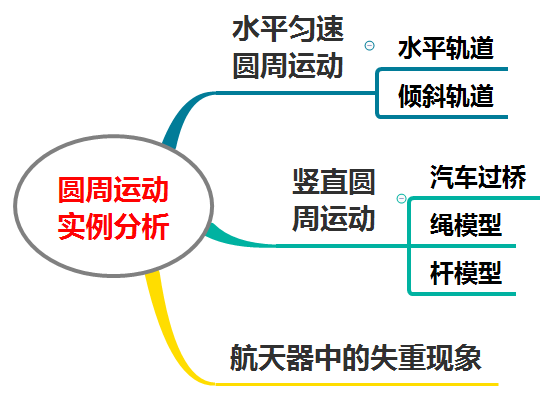 水平匀速
圆周运动
水平轨道
倾斜轨道
圆周运动
实例分析
竖直圆
周运动
汽车过桥
绳模型
杆模型
航天器中的失重现象